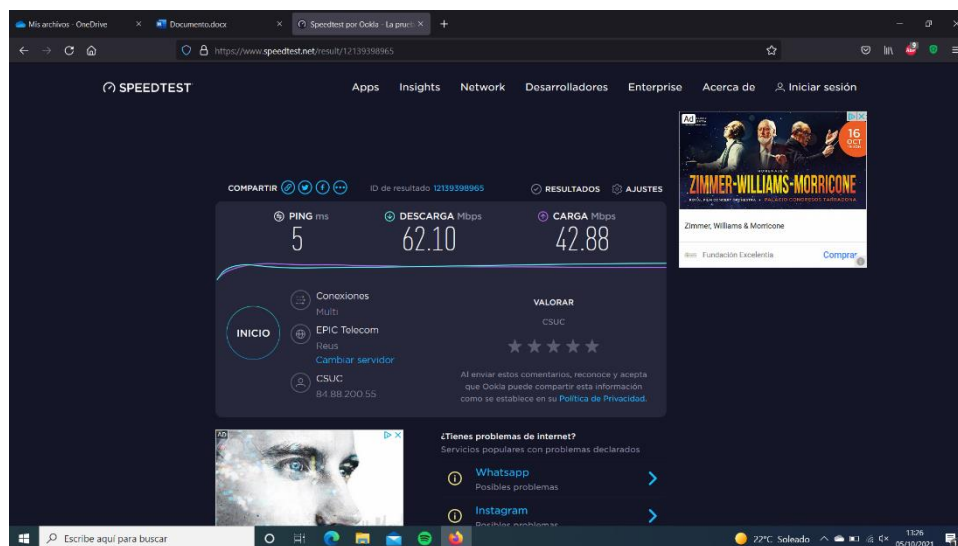 Mis archivos - OneDrive
Documento.docx
Speedtest por Ookla - La prueb
https://www.speedtest.net/result/12139398965
SPEEDTEST
Apps Insights Network Desarrolladores Enterprise Acerca de Iniciar sesión
COMPARTIR
ID de resultado 12139398965
RESULTADOS
AJUSTES
PING ms
5
DESCARGA Mbps
62.10
CARGA Mbps
42.88
INICIO
Conexiones
Multi
EPIC Telecom
Reus
Cambiar servidor
CSUC
84.88.200.55
VALORAR
CSUC
Al enviar estos comentarios, reconoce y acepta
que Ookla puede compartir esta información
como se establece en su Política de Privacidad.
Ad
16
OCT
ZIMMER-WILLIAMS-MORRICONE
Zimmer, Williams & Morricone
Fundación Excelentia
Comprar
AD
¿Tienes problemas de internet?
Servicios populares con problemas declarados
Whatsapp
Posibles problemas
Instagram
Posibles problemas
Escribe aquí para buscar
22°C Soleado
13:26
05/10/2021